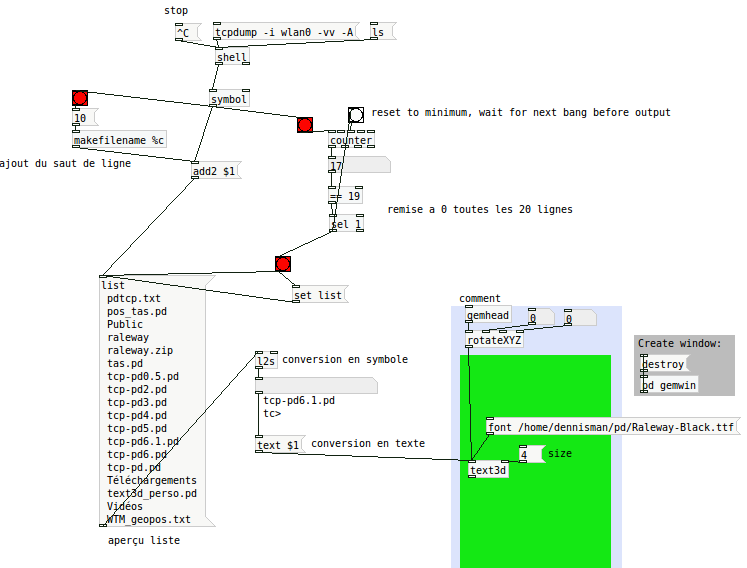 stop
^C
tcpdump -i wlan0 -vv -A
ls
shell
symbol
10
makefilename %c
ajout du saut de ligne
add2 $1
reset to minimum, wait for next bang before output
counter
17
== 19
remise a 0 toutes les 20 lignes
sel 1
set list
list
pdtcp.txt
pos_tas.pd
Public
raleway
raleway.zip
tas.pd
tcp-pd0.5.pd
tcp-pd2.pd
tcp-pd3.pd
tcp-pd4.pd
tcp-pd5.pd
tcp-pd6.1.pd
tcp-pd6.pd
tcp-pd.pd
Téléchargements
text3d_perso.pd
Vidéos
WTM_geopos.txt
aperçu liste
l2s
conversion en symbole
tcp-pd6.1.pd
tc>
text $1
conversion en texte
comment
gemhead
0
0
rotateXYZ
Create window:
destroy
pd gemwin
font /home/dennisman/pd/Raleway-Black.ttf
4
size
text3d